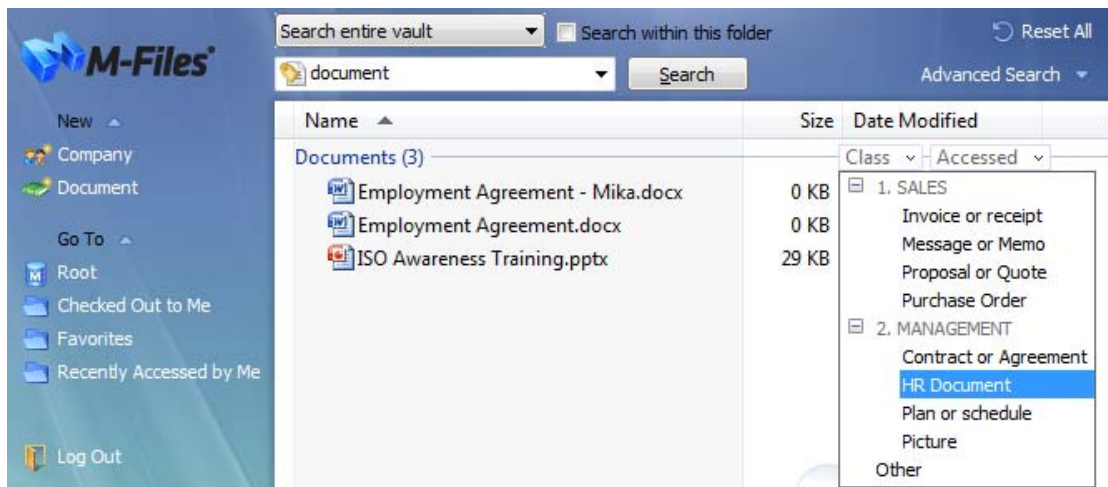 M-Files
Search entire vault
Search within this folder
Reset All
document
Search
Advanced Search
New
Company
Document
Go To
Root
Checked Out to Me
Favorites
Recently Accessed by Me
Log Out
Name Size Date Modified
Documents (3) Class Accessed
Employment Agreement - Mika.docx 0 KB
Employment Agreement.docx 0 KB
ISO Awareness Training.pptx 29 KB
1. SALES
Invoice or receipt
Message or Memo
Proposal or Quote
Purchase Order
2. MANAGEMENT
Contract or Agreement
HR Document
Plan or schedule
Picture
Other